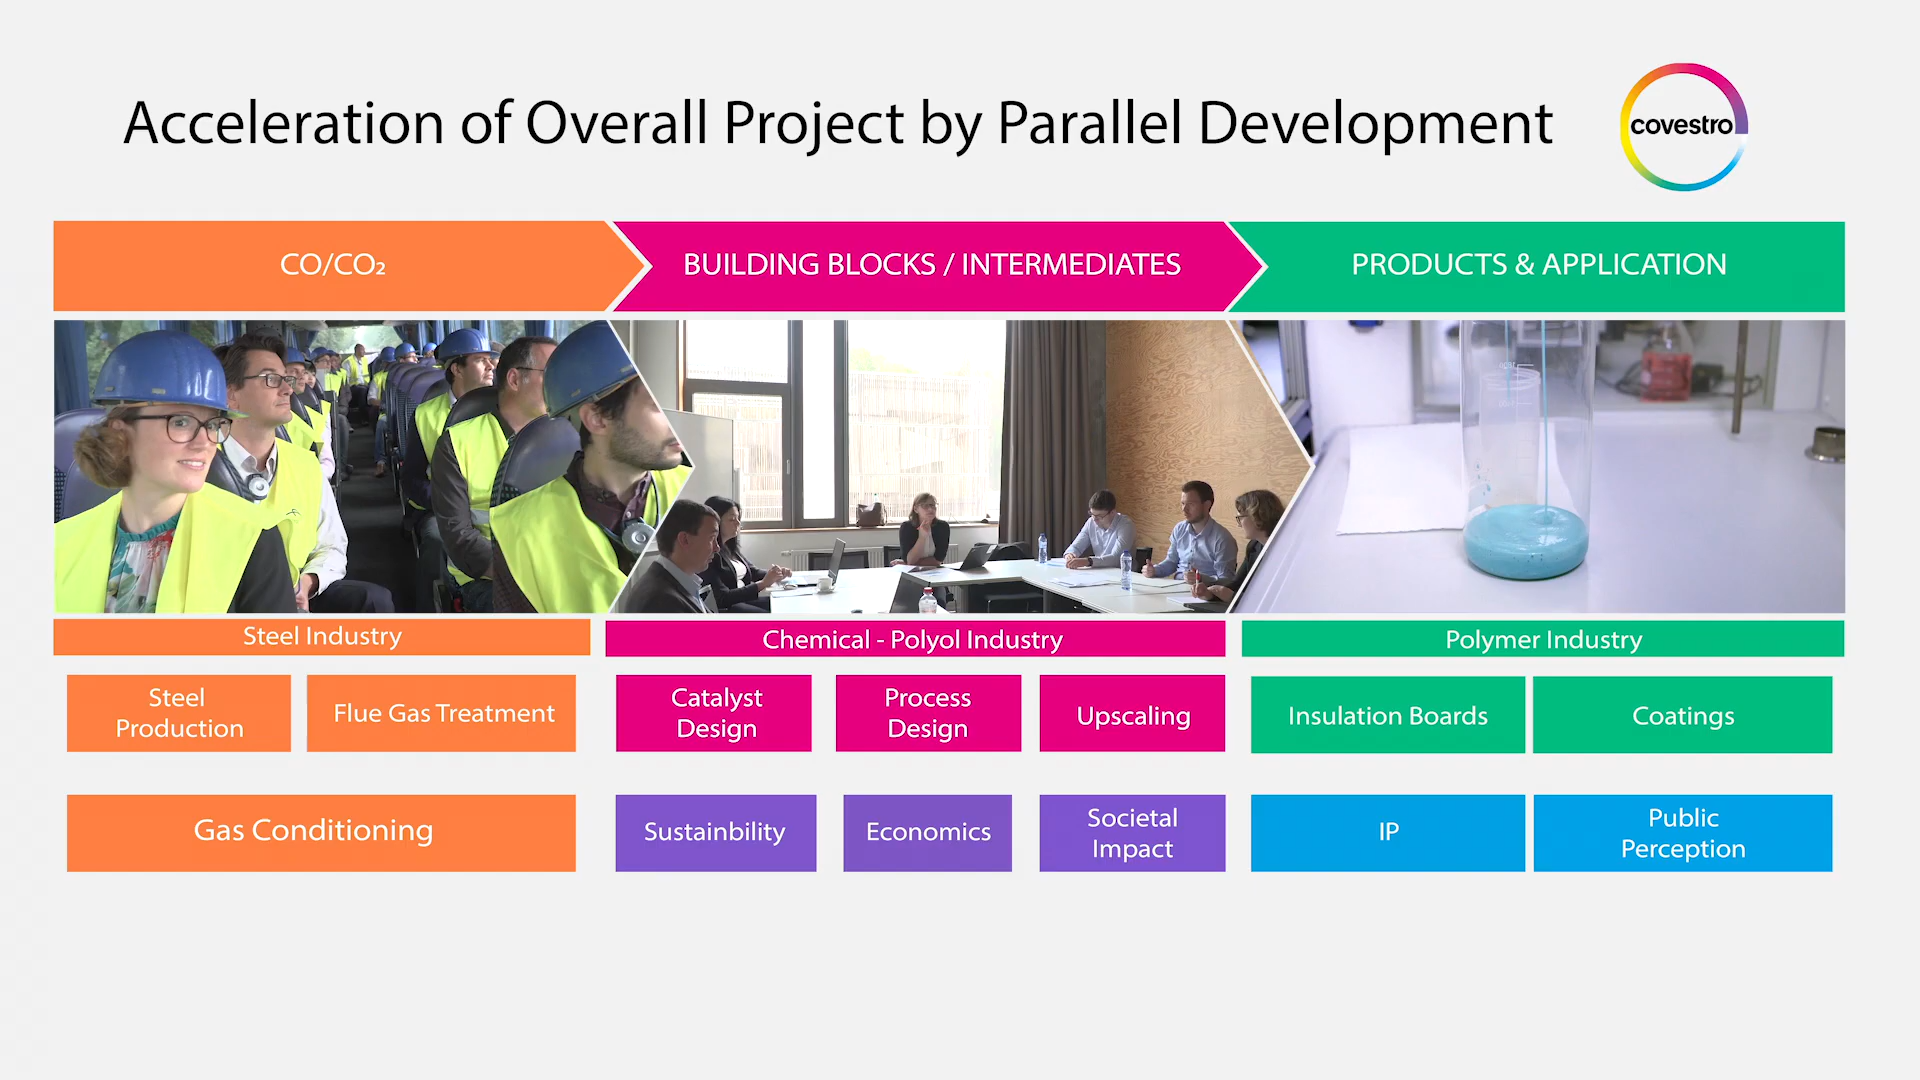 Acceleration of Overall Project by Parallel Development
covestro
CO/CO₂
BUILDING BLOCKS / INTERMEDIATES
PRODUCTS & APPLICATION
Steel Industry
Chemical - Polyol Industry
Polymer Industry
Steel
Production
Flue Gas Treatment
Catalyst
Design
Process
Design
Upscaling
Insulation Boards
Coatings
Gas Conditioning
Sustainbility
Economics
Societal
Impact
IP
Public
Perception